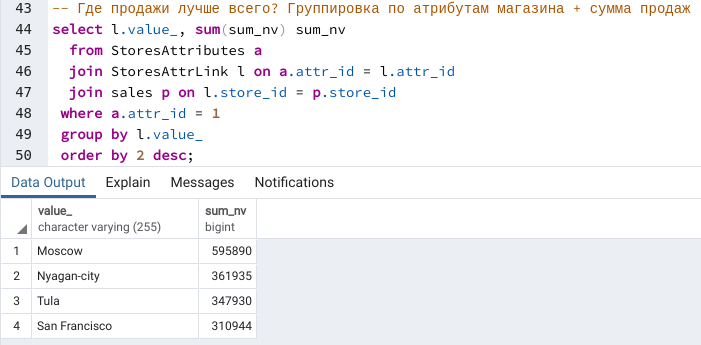 43 -- Где продажи лучше всего? Группировка по атрибутам магазина + сумма продаж
44 select l.value_, sum(sum_nv) sum_nv
45 from StoresAttributes a
46 join StoresAttrLink l on a.attr_id = l.attr_id
47 join sales p on l.store_id = p.store_id
48 where a.attr_id = 1
49 group by l.value_
50 order by 2 desc;
Data Output Explain Messages Notifications
value_ sum_nv
character varying (255) bigint
1 Moscow 595890
2 Nyagan-city 361935
3 Tula 347930
4 San Francisco 310944